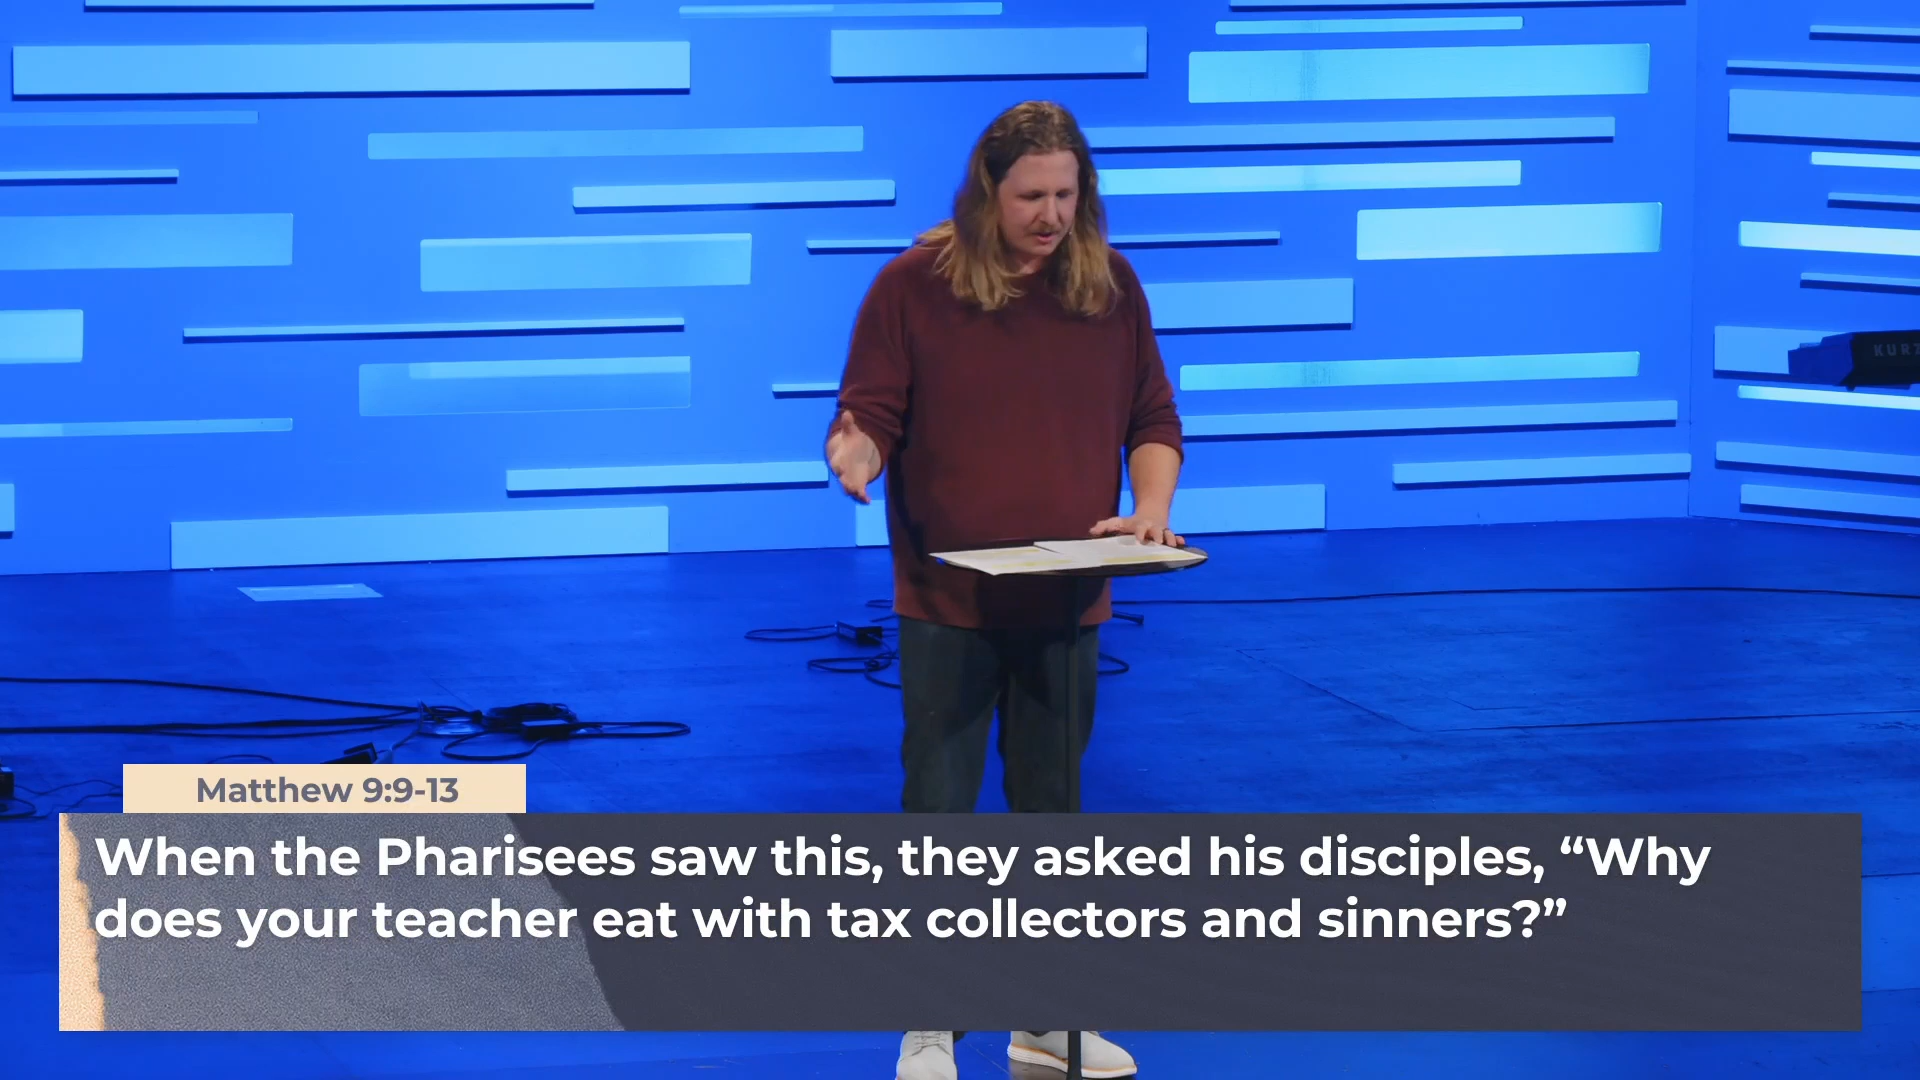 KURZ
Matthew 9:9-13
When the Pharisees saw this, they asked his disciples, “Why
does your teacher eat with tax collectors and sinners?”